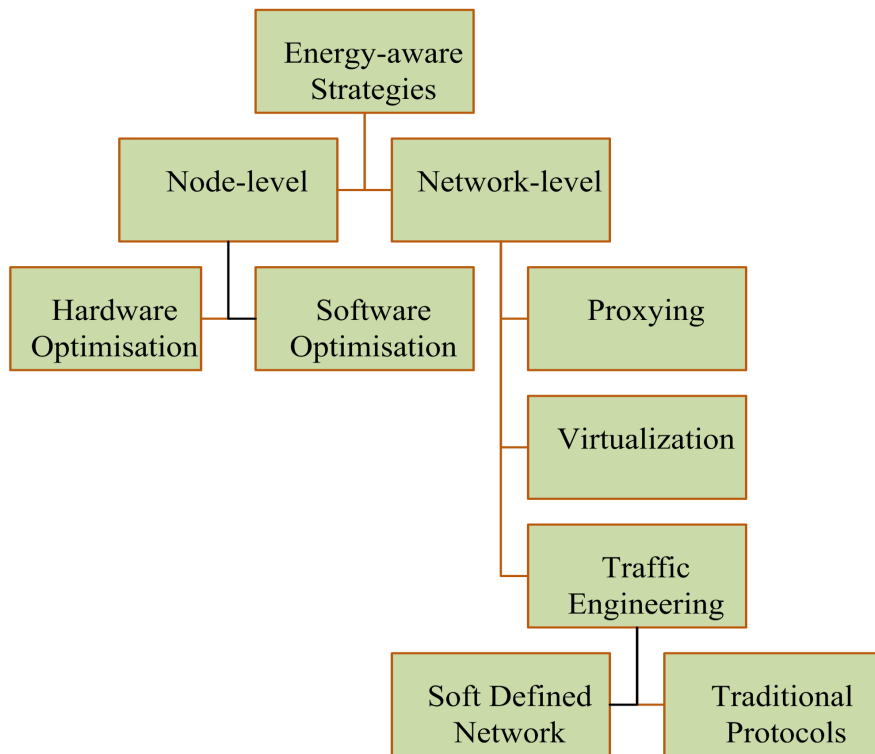 Energy-aware
Strategies
Node-level
Network-level
Hardware
Optimisation
Software
Optimisation
Proxying
Virtualization
Traffic
Engineering
Soft Defined
Network
Traditional
Protocols